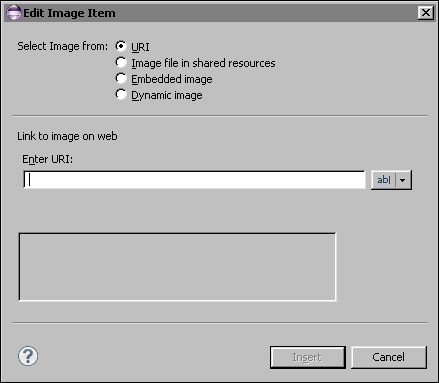 Edit Image Item
Select Image from: URI
Image file in shared resources
Embedded image
Dynamic image
Link to image on web
Enter URI:
ab|
?
Insert Cancel